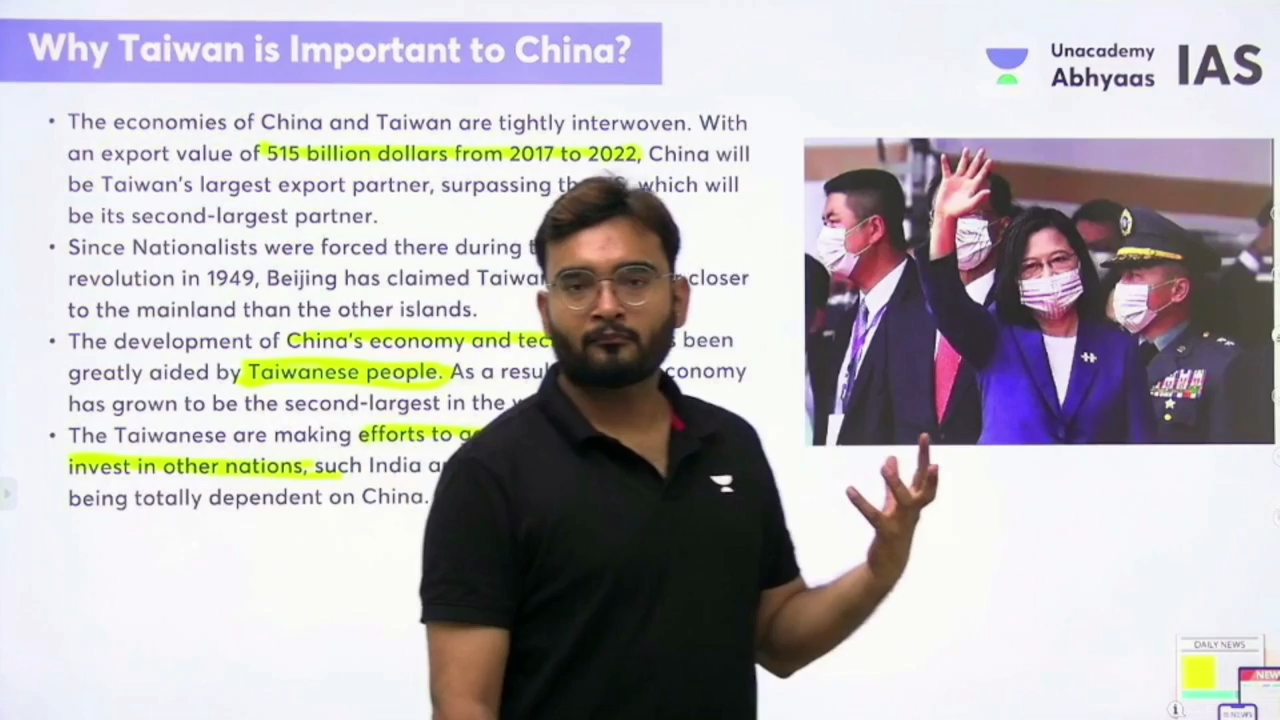 Why Taiwan is Important to China?
Unacademy
Abhyaas
IAS
• The economies of China and Taiwan are tightly interwoven. With
an export value of 515 billion dollars from 2017 to 2022, China will
be Taiwan's largest export partner, surpassing which will
be its second-largest partner.
• Since Nationalists were forced there during
revolution in 1949, Beijing has claimed closer
to the mainland than the other islands.
• The development of China's economy and been
greatly aided by Taiwanese people. As a
has grown to be the second-largest in the
• The Taiwanese are making efforts to
invest in other nations, such India
being totally dependent on China.
DAILY NEWS
NEW
NEWS